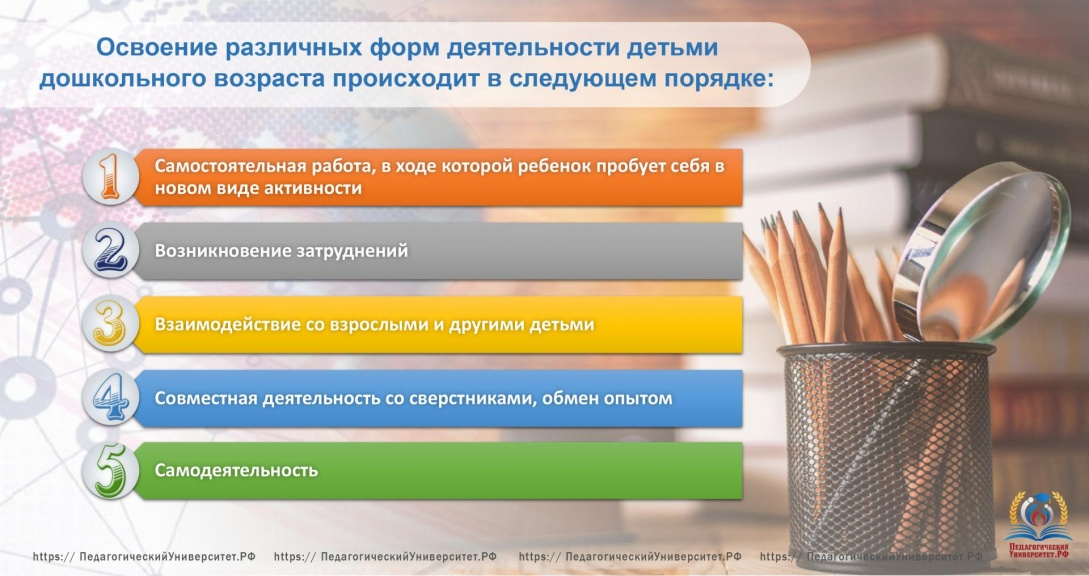 Освоение различных форм деятельности детьми
дошкольного возраста происходит в следующем порядке:
1
Самостоятельная работа, в ходе которой ребенок пробует себя в
новом виде активности
2
Возникновение затруднений
3
Взаимодействие со взрослыми и другими детьми
4
Совместная деятельность со сверстниками, обмен опытом
5
Самодеятельность
https:// ПедагогическийУниверситет.РФ https:// ПедагогическийУниверситет.РФ https:// ПедагогическийУниверситет.РФ https:// ПедагогическийУниверситет.РФ
Педагогический
Университет.РФ